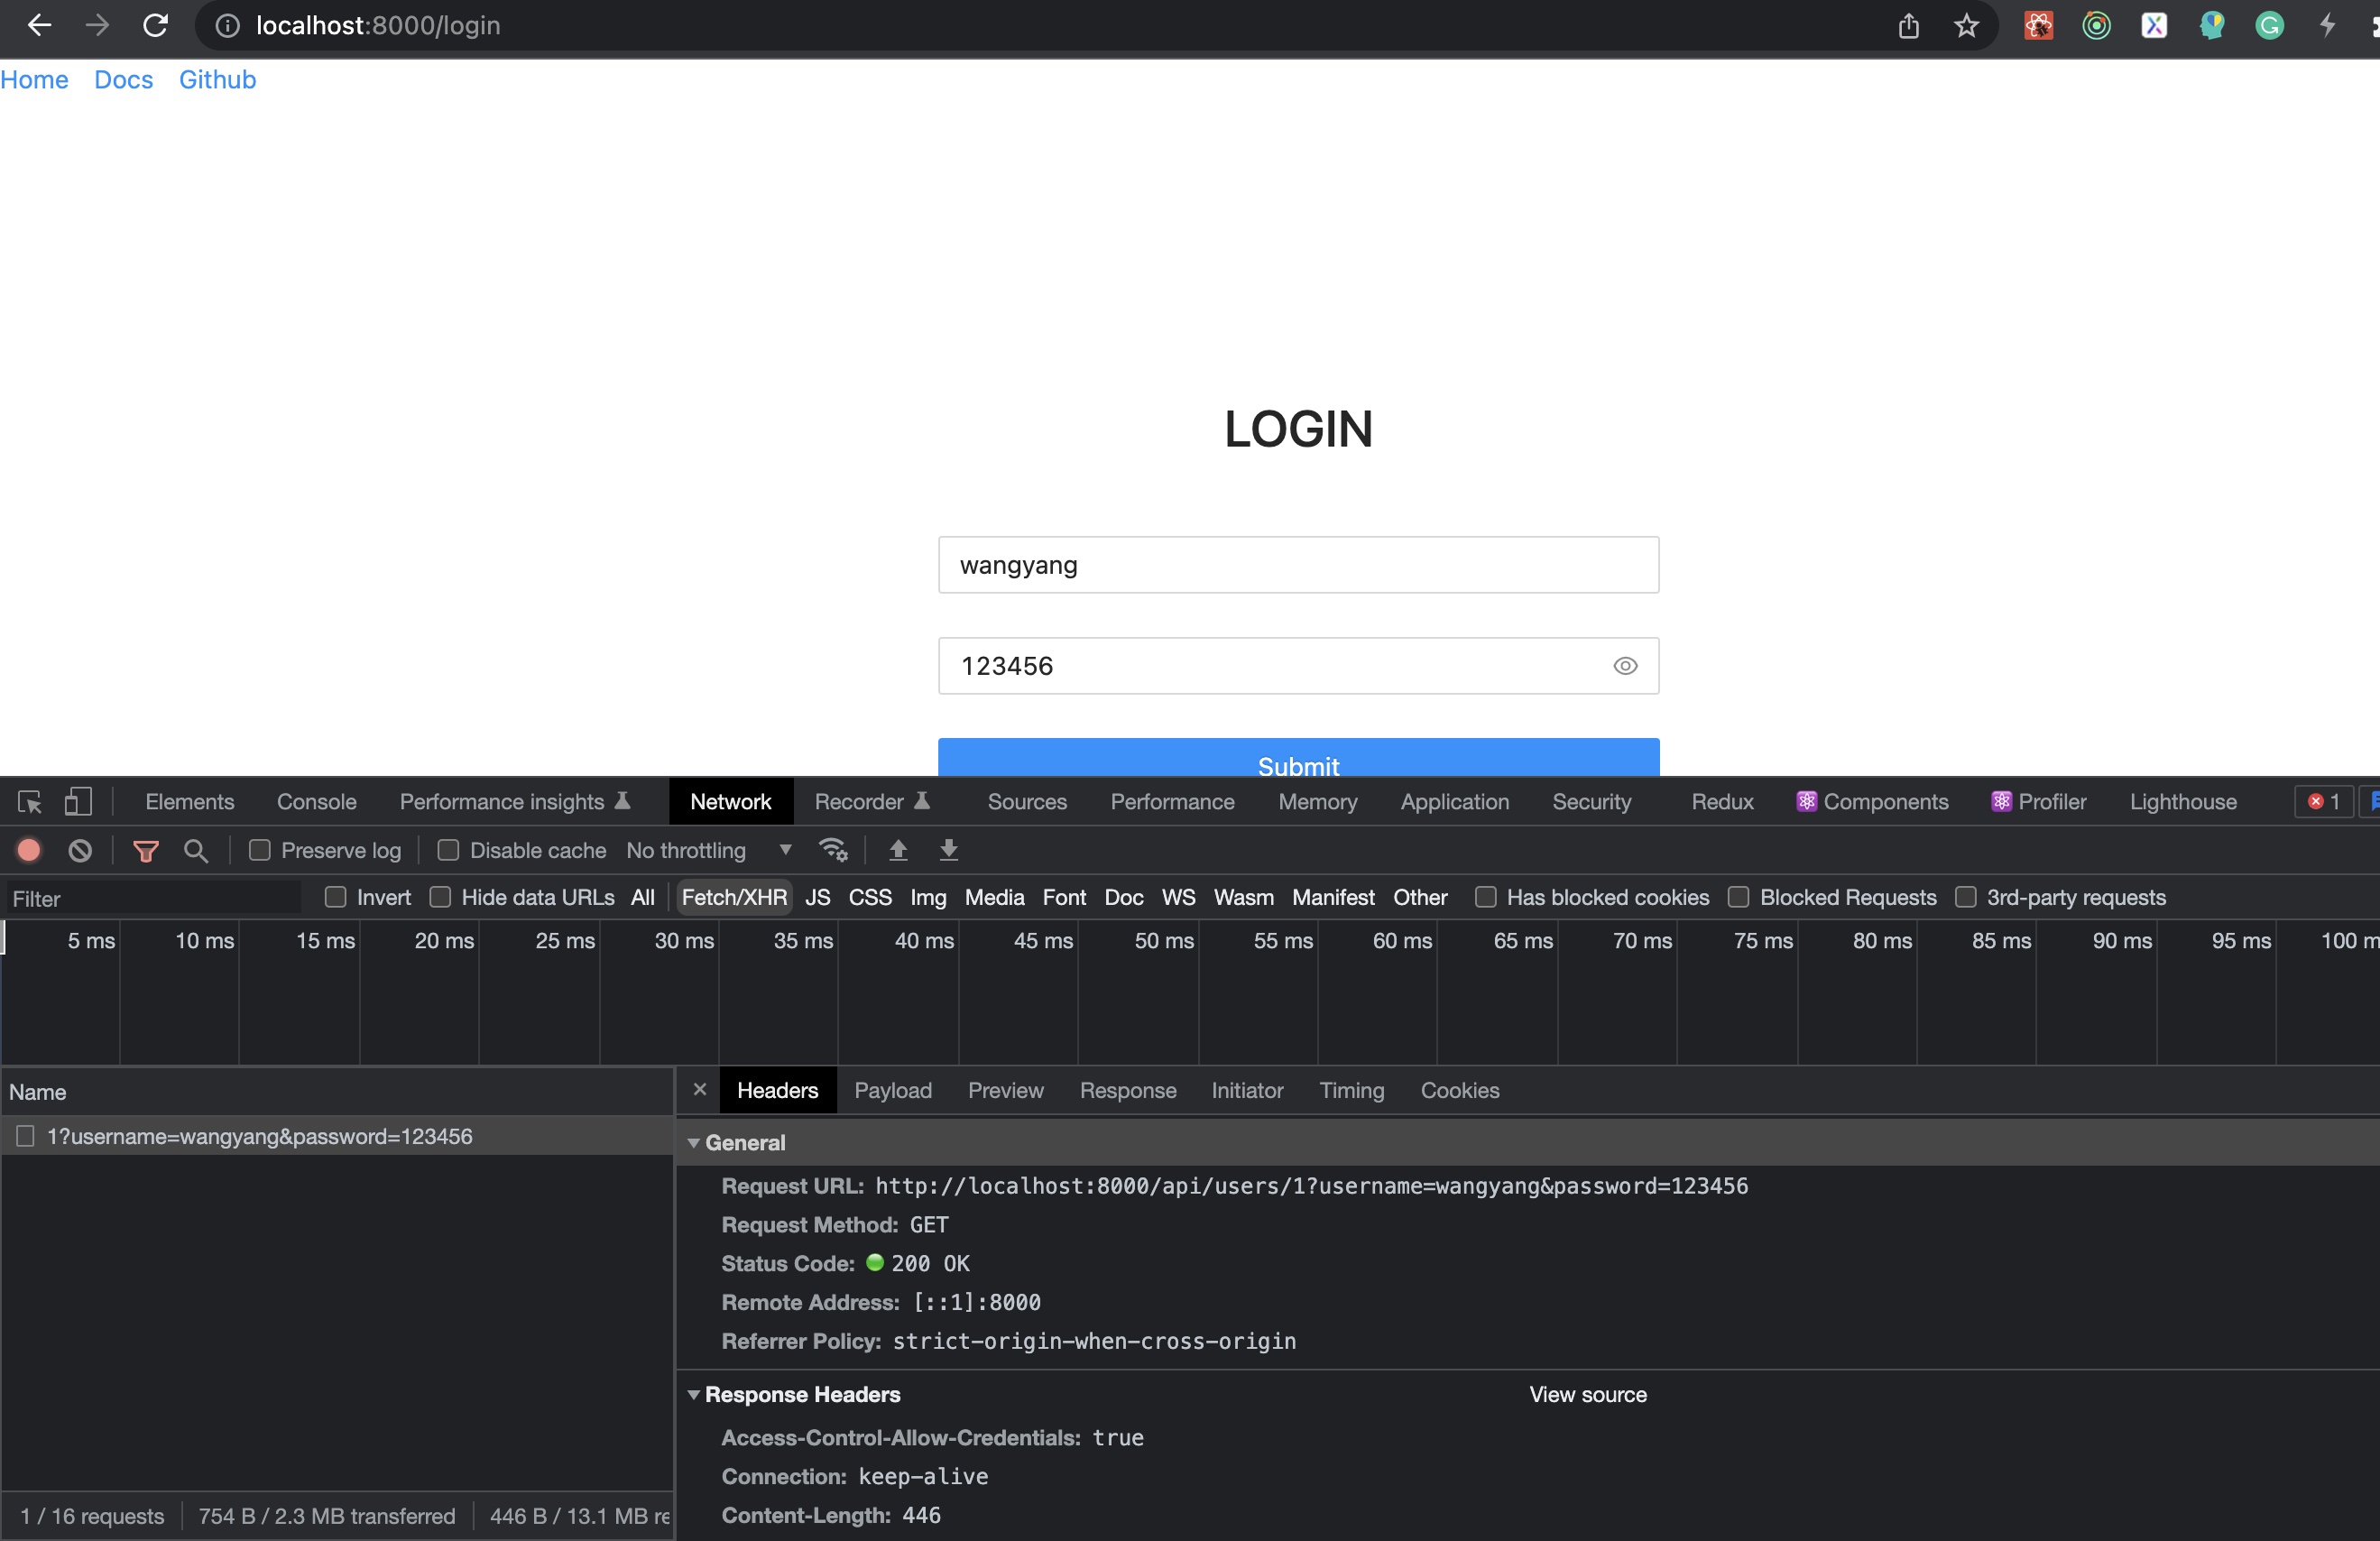 localhost:8000/login
Home Docs Github
LOGIN
wangyang
123456
Submit
Elements Console Performance insights Network Recorder Sources Performance Memory Application Security Redux Components Profiler Lighthouse 1
Preserve log Disable cache No throttling
Filter Invert Hide data URLs All Fetch/XHR JS CSS Img Media Font Doc WS Wasm Manifest Other Has blocked cookies Blocked Requests 3rd-party requests
5 ms 10 ms 15 ms 20 ms 25 ms 30 ms 35 ms 40 ms 45 ms 50 ms 55 ms 60 ms 65 ms 70 ms 75 ms 80 ms 85 ms 90 ms 95 ms 100 m
Name
Headers Payload Preview Response Initiator Timing Cookies
1?username=wangyang&password=123456
General
Request URL: http://localhost:8000/api/users/1?username=wangyang&password=123456
Request Method: GET
Status Code: 200 OK
Remote Address: [::1]:8000
Referrer Policy: strict-origin-when-cross-origin
Response Headers View source
Access-Control-Allow-Credentials: true
Connection: keep-alive
Content-Length: 446
1 / 16 requests 754 B / 2.3 MB transferred 446 B / 13.1 MB re